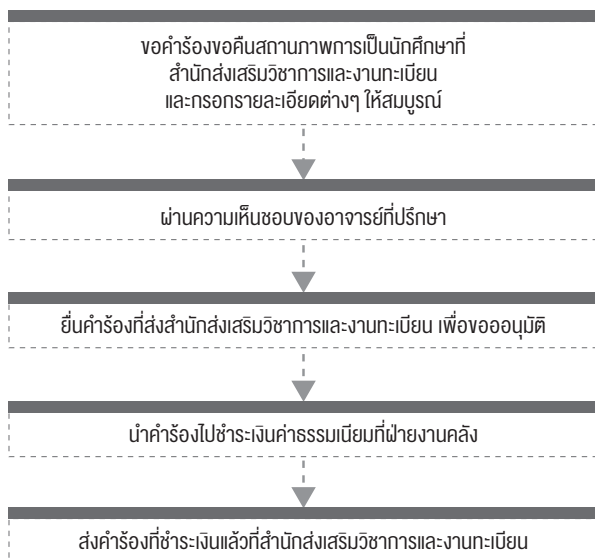 ขอคำร้องขอคืนสถานภาพการเป็นนักศึกษาที่
สำนักส่งเสริมวิชาการและงานทะเบียน
และกรอกรายละเอียดต่างๆ ให้สมบูรณ์
ผ่านความเห็นชอบของอาจารย์ที่ปรึกษา
ยื่นคำร้องที่ส่งสำนักส่งเสริมวิชาการและงานทะเบียน เพื่อขออนุมัติ
นำคำร้องไปชำระเงินค่าธรรมเนียมที่ฝ่ายงานคลัง
ส่งคำร้องที่ชำระเงินแล้วที่สำนักส่งเสริมวิชาการและงานทะเบียน